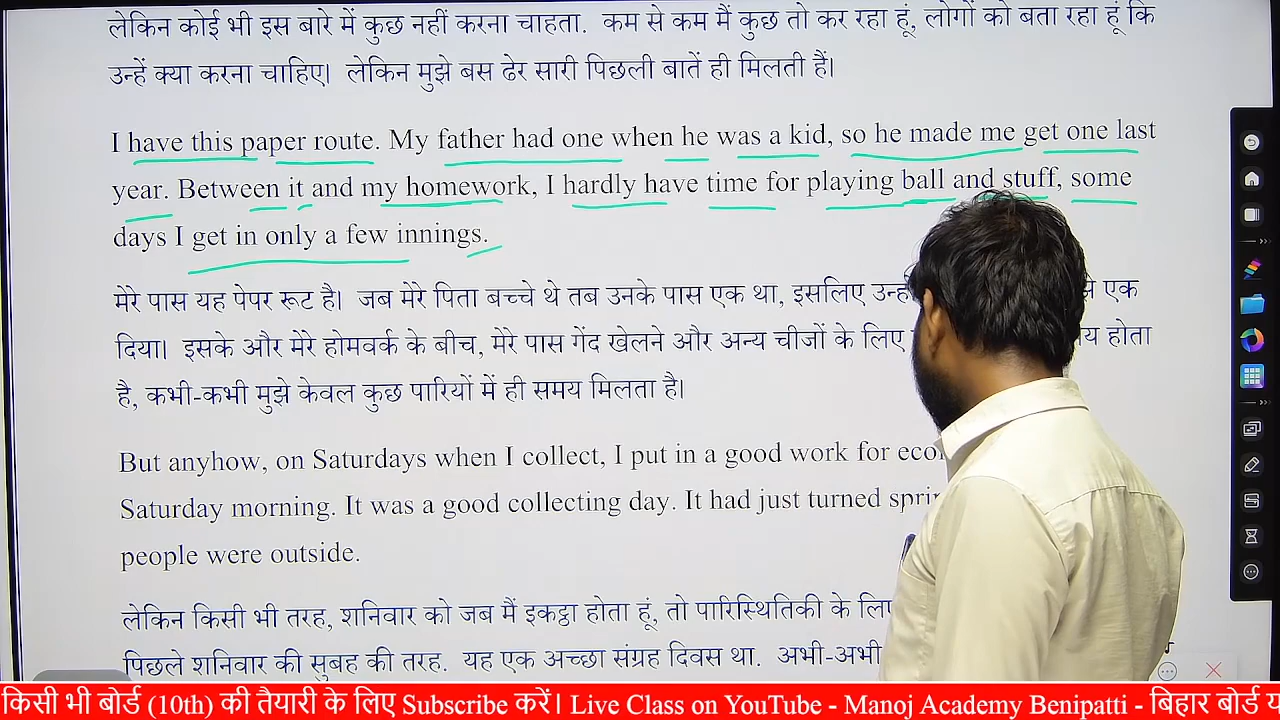 लेकिन कोई भी इस बारे में कुछ नहीं करना चाहता. कम से कम मैं कुछ तो कर रहा हूं, लोगों को बता रहा हूं कि
उन्हें क्या करना चाहिए। लेकिन मुझे बस ढेर सारी पिछली बातें ही मिलती हैं।
I have this paper route. My father had one when he was a kid, so he made me get one last
year. Between it and my homework, I hardly have time for playing ball and stuff, some
days I get in only a few innings.
मेरे पास यह पेपर रूट है। जब मेरे पिता बच्चे थे तब उनके पास एक था, इसलिए एक
दिया। इसके और मेरे होमवर्क के बीच, मेरे पास गेंद खेलने और अन्य चीजों के लिए होता
है, कभी-कभी मुझे केवल कुछ पारियों में ही समय मिलता है।
But anyhow, on Saturdays when I collect, I put in a good work for
Saturday morning. It was a good collecting day. It had just turned
people were outside.
लेकिन किसी भी तरह, शनिवार को जब मैं इकट्ठा होता हूं, तो पारिस्थितिकी के
पिछले शनिवार की सुबह की तरह. यह एक अच्छा संग्रह दिवस था. अभी-अभी
किसी भी बोर्ड (10th) की तैयारी के लिए Subscribe करें। Live Class on YouTube - Manoj Academy Benipatti - बिहार बोर्ड